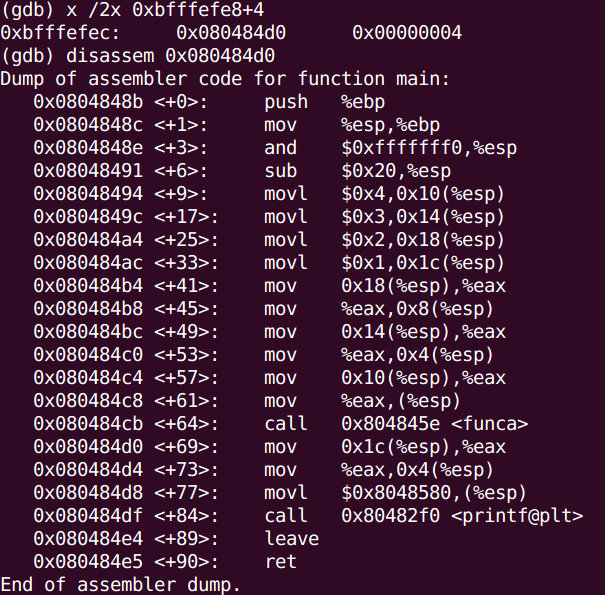 (gdb) x /2x 0xbfffefe8+4
0xbfffefec:     0x080484d0      0x00000004
(gdb) disassem 0x080484d0
Dump of assembler code for function main:
   0x0804848b <+0>:     push   %ebp
   0x0804848c <+1>:     mov    %esp,%ebp
   0x0804848e <+3>:     and    $0xfffffff0,%esp
   0x08048491 <+6>:     sub    $0x20,%esp
   0x08048494 <+9>:     movl   $0x4,0x10(%esp)
   0x0804849c <+17>:    movl   $0x3,0x14(%esp)
   0x080484a4 <+25>:    movl   $0x2,0x18(%esp)
   0x080484ac <+33>:    movl   $0x1,0x1c(%esp)
   0x080484b4 <+41>:    mov    0x18(%esp),%eax
   0x080484b8 <+45>:    mov    %eax,0x8(%esp)
   0x080484bc <+49>:    mov    0x14(%esp),%eax
   0x080484c0 <+53>:    mov    %eax,0x4(%esp)
   0x080484c4 <+57>:    mov    0x10(%esp),%eax
   0x080484c8 <+61>:    mov    %eax,(%esp)
   0x080484cb <+64>:    call   0x804845e <funca>
   0x080484d0 <+69>:    mov    0x1c(%esp),%eax
   0x080484d4 <+73>:    mov    %eax,0x4(%esp)
   0x080484d8 <+77>:    movl   $0x8048580,(%esp)
   0x080484df <+84>:    call   0x80482f0 <printf@plt>
   0x080484e4 <+89>:    leave
   0x080484e5 <+90>:    ret
End of assembler dump.